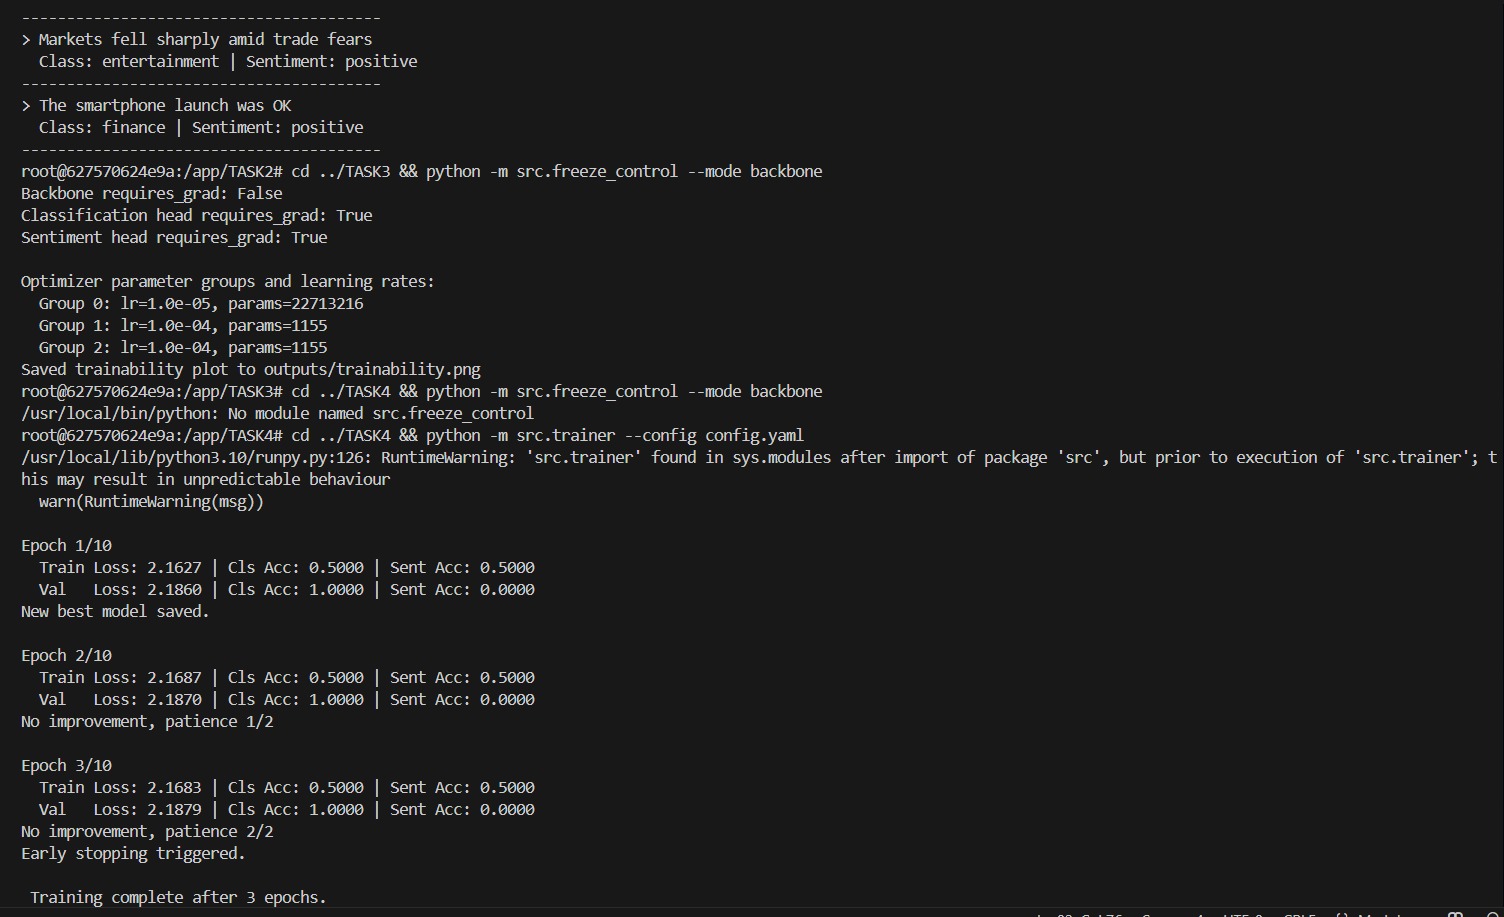 ----------------------------------------
> Markets fell sharply amid trade fears
  Class: entertainment | Sentiment: positive
----------------------------------------
> The smartphone launch was OK
  Class: finance | Sentiment: positive
----------------------------------------
root@627570624e9a:/app/TASK2# cd ../TASK3 && python -m src.freeze_control --mode backbone
Backbone requires_grad: False
Classification head requires_grad: True
Sentiment head requires_grad: True

Optimizer parameter groups and learning rates:
  Group 0: lr=1.0e-05, params=22713216
  Group 1: lr=1.0e-04, params=1155
  Group 2: lr=1.0e-04, params=1155
Saved trainability plot to outputs/trainability.png
root@627570624e9a:/app/TASK3# cd ../TASK4 && python -m src.freeze_control --mode backbone
/usr/local/bin/python: No module named src.freeze_control
root@627570624e9a:/app/TASK4# cd ../TASK4 && python -m src.trainer --config config.yaml
/usr/local/lib/python3.10/runpy.py:126: RuntimeWarning: 'src.trainer' found in sys.modules after import of package 'src', but prior to execution of 'src.trainer'; t
his may result in unpredictable behaviour
  warn(RuntimeWarning(msg))

Epoch 1/10
  Train Loss: 2.1627 | Cls Acc: 0.5000 | Sent Acc: 0.5000
  Val   Loss: 2.1860 | Cls Acc: 1.0000 | Sent Acc: 0.0000
New best model saved.

Epoch 2/10
  Train Loss: 2.1687 | Cls Acc: 0.5000 | Sent Acc: 0.5000
  Val   Loss: 2.1870 | Cls Acc: 1.0000 | Sent Acc: 0.0000
No improvement, patience 1/2

Epoch 3/10
  Train Loss: 2.1683 | Cls Acc: 0.5000 | Sent Acc: 0.5000
  Val   Loss: 2.1879 | Cls Acc: 1.0000 | Sent Acc: 0.0000
No improvement, patience 2/2
Early stopping triggered.

 Training complete after 3 epochs.